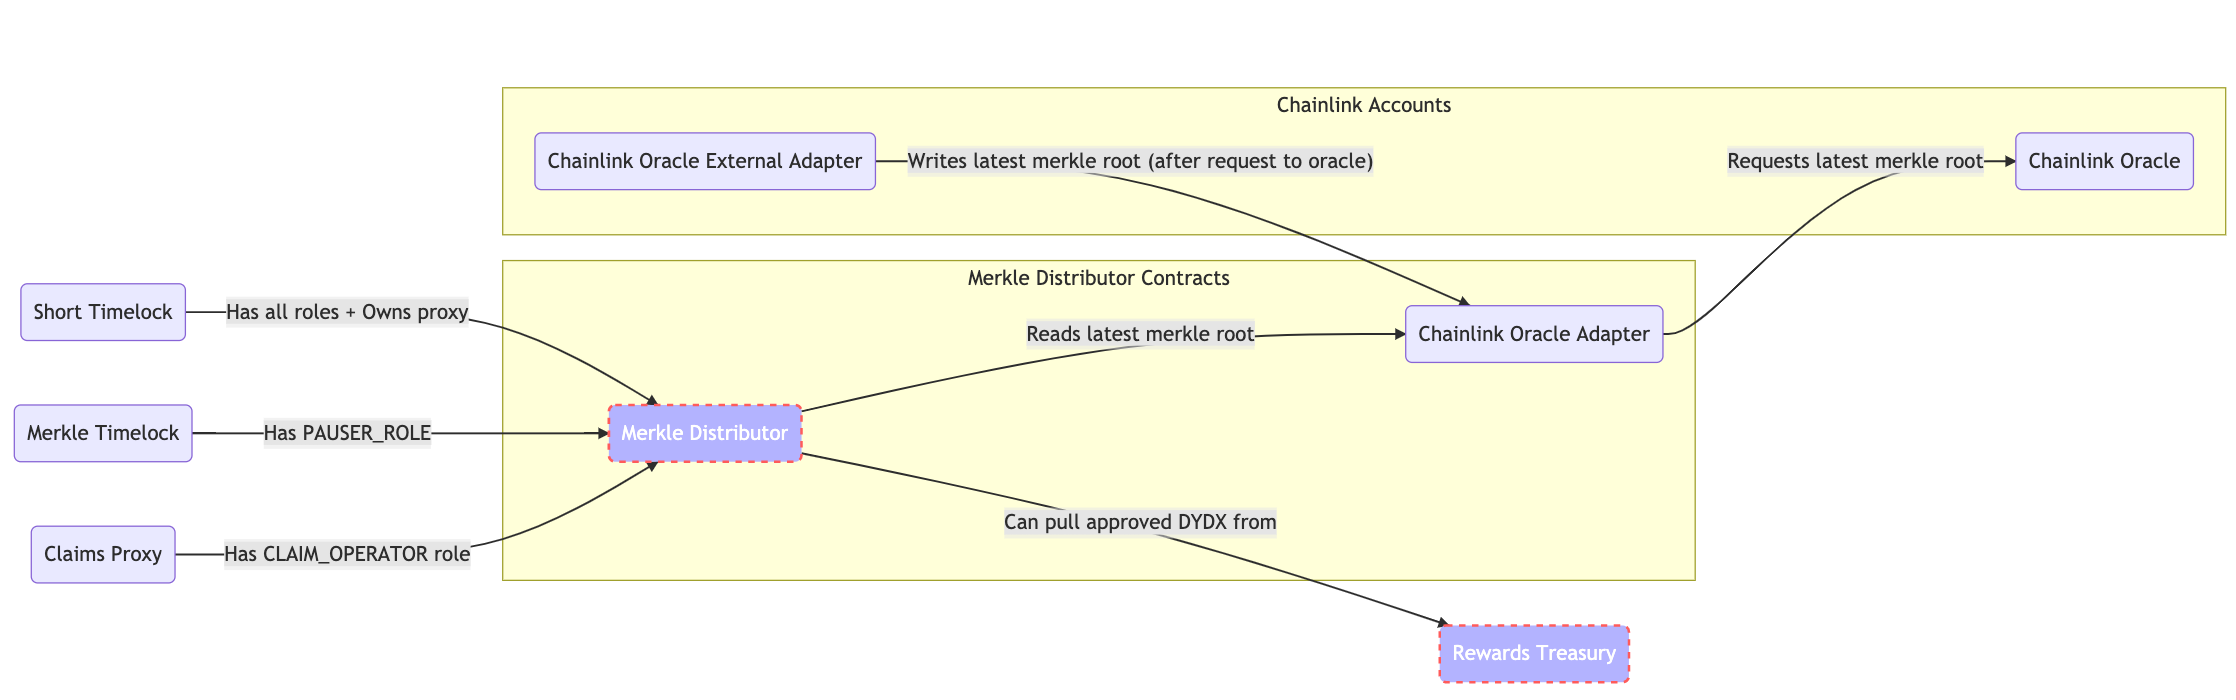 Chainlink Accounts
Chainlink Oracle External Adapter
Writes latest merkle root (after request to oracle)
Requests latest merkle root
Chainlink Oracle
Merkle Distributor Contracts
Short Timelock
Has all roles + Owns proxy
Reads latest merkle root
Chainlink Oracle Adapter
Merkle Timelock
Has PAUSER_ROLE
Merkle Distributor
Can pull approved DYDX from
Claims Proxy
Has CLAIM_OPERATOR role
Rewards Treasury